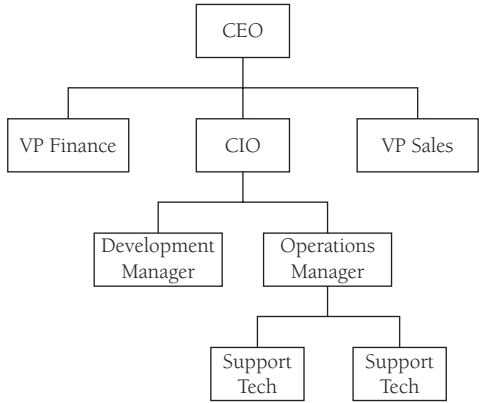 CEO
VP Finance
CIO
VP Sales
Development
Manager
Operations
Manager
Support
Tech
Support
Tech